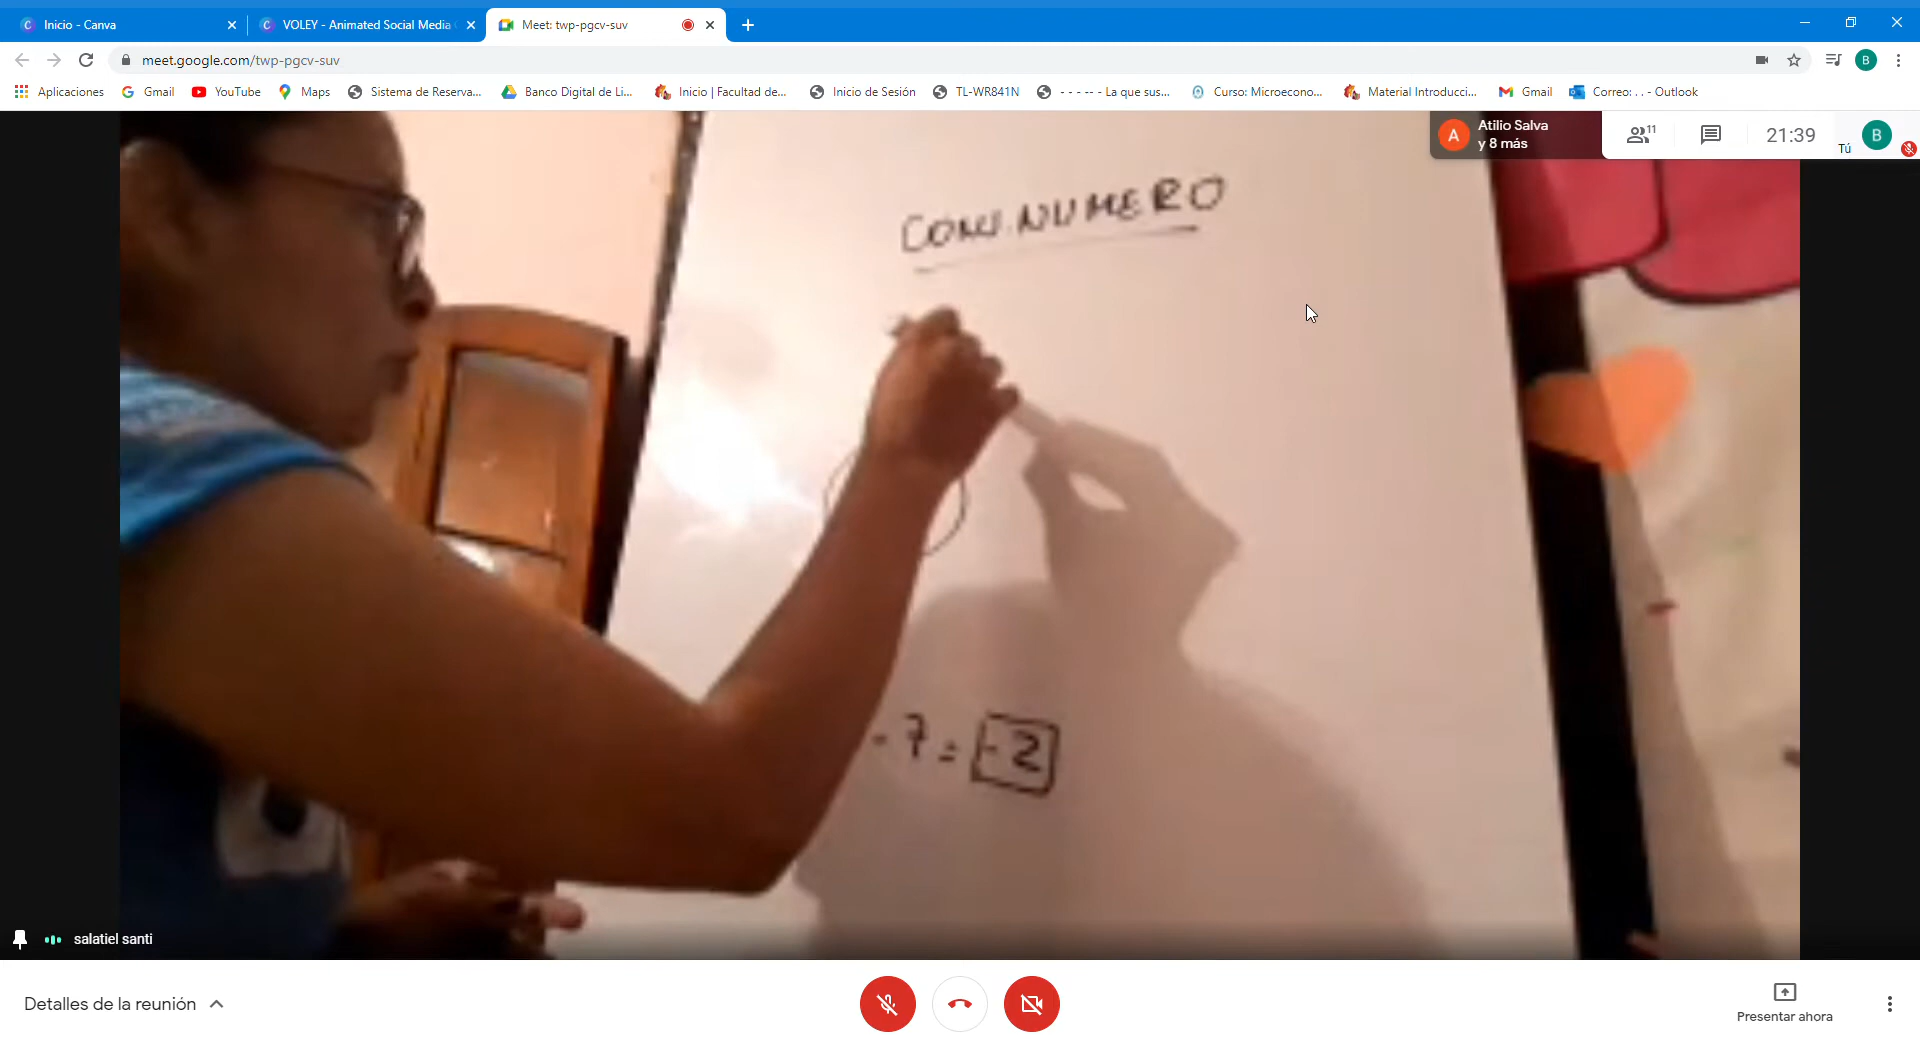 Inicio - Canva
VOLEY - Animated Social Media
Meet: twp-pgcv-suv
meet.google.com/twp-pgcv-suv
B
Aplicaciones
Gmail
YouTube
Maps
Sistema de Reserva...
Banco Digital de Li...
Inicio | Facultad de...
Inicio de Sesión
TL-WR841N
- - - -- - La que sus...
Curso: Microecono...
Material Introducci...
Gmail
Correo: . . - Outlook
A
Atilio Salva
y 8 más
11
21:39
Tú
B
CONJ.NUMERO
- 7 = - 2
salatiel santi
Detalles de la reunión
Presentar ahora